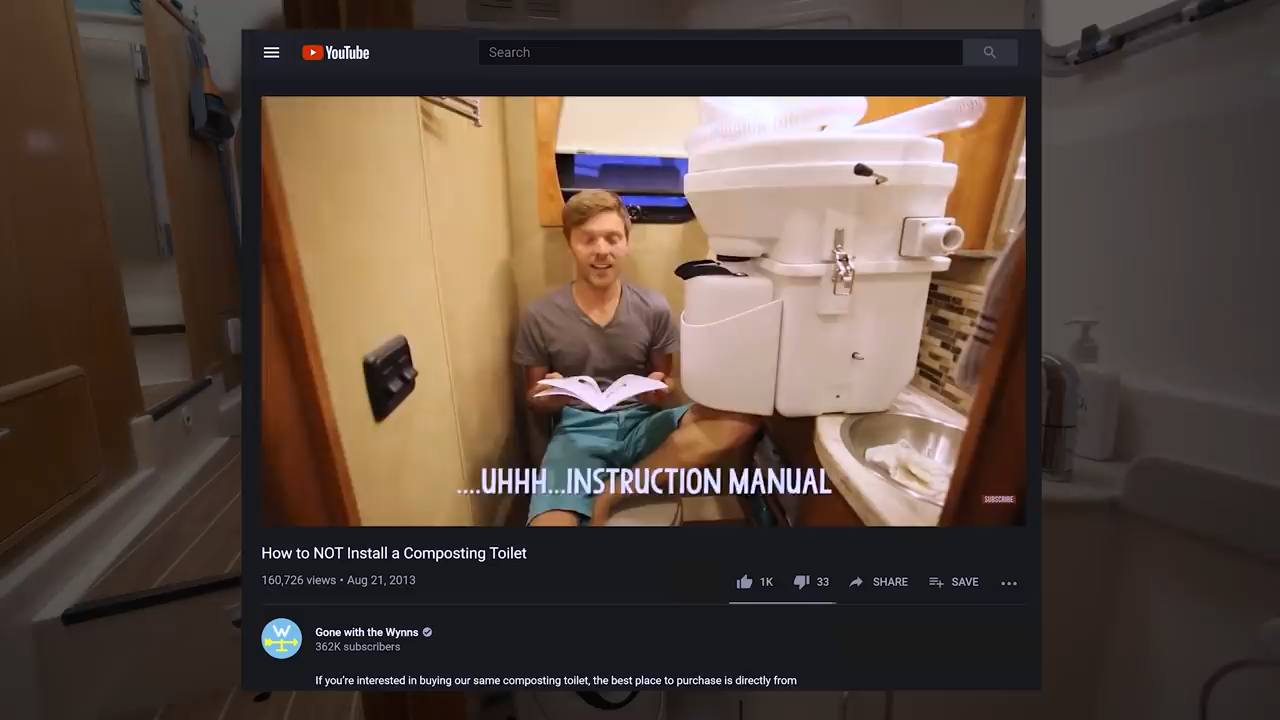 YouTube
Search
....UHHH...INSTRUCTION MANUAL
SUBSCRIBE
How to NOT Install a Composting Toilet
160,726 views • Aug 21, 2013
1K
33
SHARE
SAVE
W
Gone with the Wynns
362K subscribers
If you're interested in buying our same composting toilet, the best place to purchase is directly from